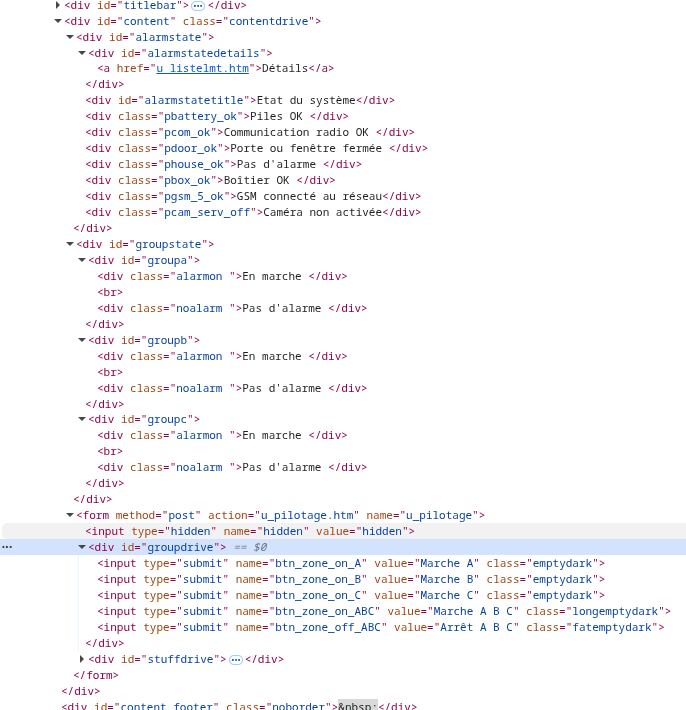 <div id="titlebar">⋯</div>
<div id="content" class="contentdrive">
<div id="alarmstate">
<div id="alarmstatedetails">
<a href="u_listelmt.htm">Détails</a>
</div>
<div id="alarmstatetitle">Etat du système</div>
<div class="pbattery_ok">Piles OK </div>
<div class="pcom_ok">Communication radio OK </div>
<div class="pdoor_ok">Porte ou fenêtre fermée </div>
<div class="phouse_ok">Pas d'alarme </div>
<div class="pbox_ok">Boîtier OK </div>
<div class="pgsm_5_ok">GSM connecté au réseau</div>
<div class="pcam_serv_off">Caméra non activée</div>
</div>
<div id="groupstate">
<div id="groupa">
<div class="alarmon ">En marche </div>
<br>
<div class="noalarm ">Pas d'alarme </div>
</div>
<div id="groupb">
<div class="alarmon ">En marche </div>
<br>
<div class="noalarm ">Pas d'alarme </div>
</div>
<div id="groupc">
<div class="alarmon ">En marche </div>
<br>
<div class="noalarm ">Pas d'alarme </div>
</div>
</div>
<form method="post" action="u_pilotage.htm" name="u_pilotage">
<input type="hidden" name="hidden" value="hidden">
⋯ <div id="groupdrive"> == $0
<input type="submit" name="btn_zone_on_A" value="Marche A" class="emptydark">
<input type="submit" name="btn_zone_on_B" value="Marche B" class="emptydark">
<input type="submit" name="btn_zone_on_C" value="Marche C" class="emptydark">
<input type="submit" name="btn_zone_on_ABC" value="Marche A B C" class="longemptydark">
<input type="submit" name="btn_zone_off_ABC" value="Arrêt A B C" class="fatemptydark">
</div>
<div id="stuffdrive">⋯</div>
</form>
</div>
<div id="content_footer" class="noborder">&nbsp;</div>